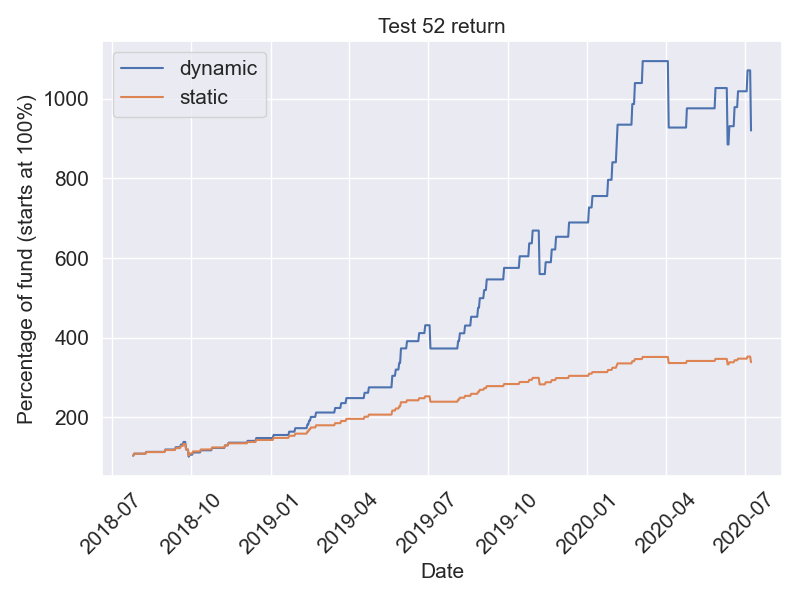 Test 52 return
dynamic
static
Percentage of fund (starts at 100%)
1000
800
600
400
200
2018-07
2018-10
2019-01
2019-04
2019-07
2019-10
2020-01
2020-04
2020-07
Date